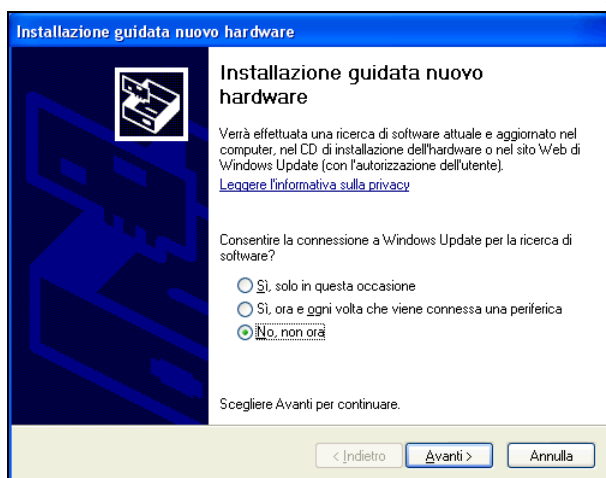 Installazione guidata nuovo hardware
Installazione guidata nuovo
hardware
Verrà effettuata una ricerca di software attuale e aggiornato nel
computer, nel CD di installazione dell'hardware o nel sito Web di
Windows Update (con l'autorizzazione dell'utente).
Leggere l'informativa sulla privacy
Consentire la connessione a Windows Update per la ricerca di
software?
Sì, solo in questa occasione
Sì, ora e ogni volta che viene connessa una periferica
No, non ora
Scegliere Avanti per continuare.
< Indietro
Avanti >
Annulla